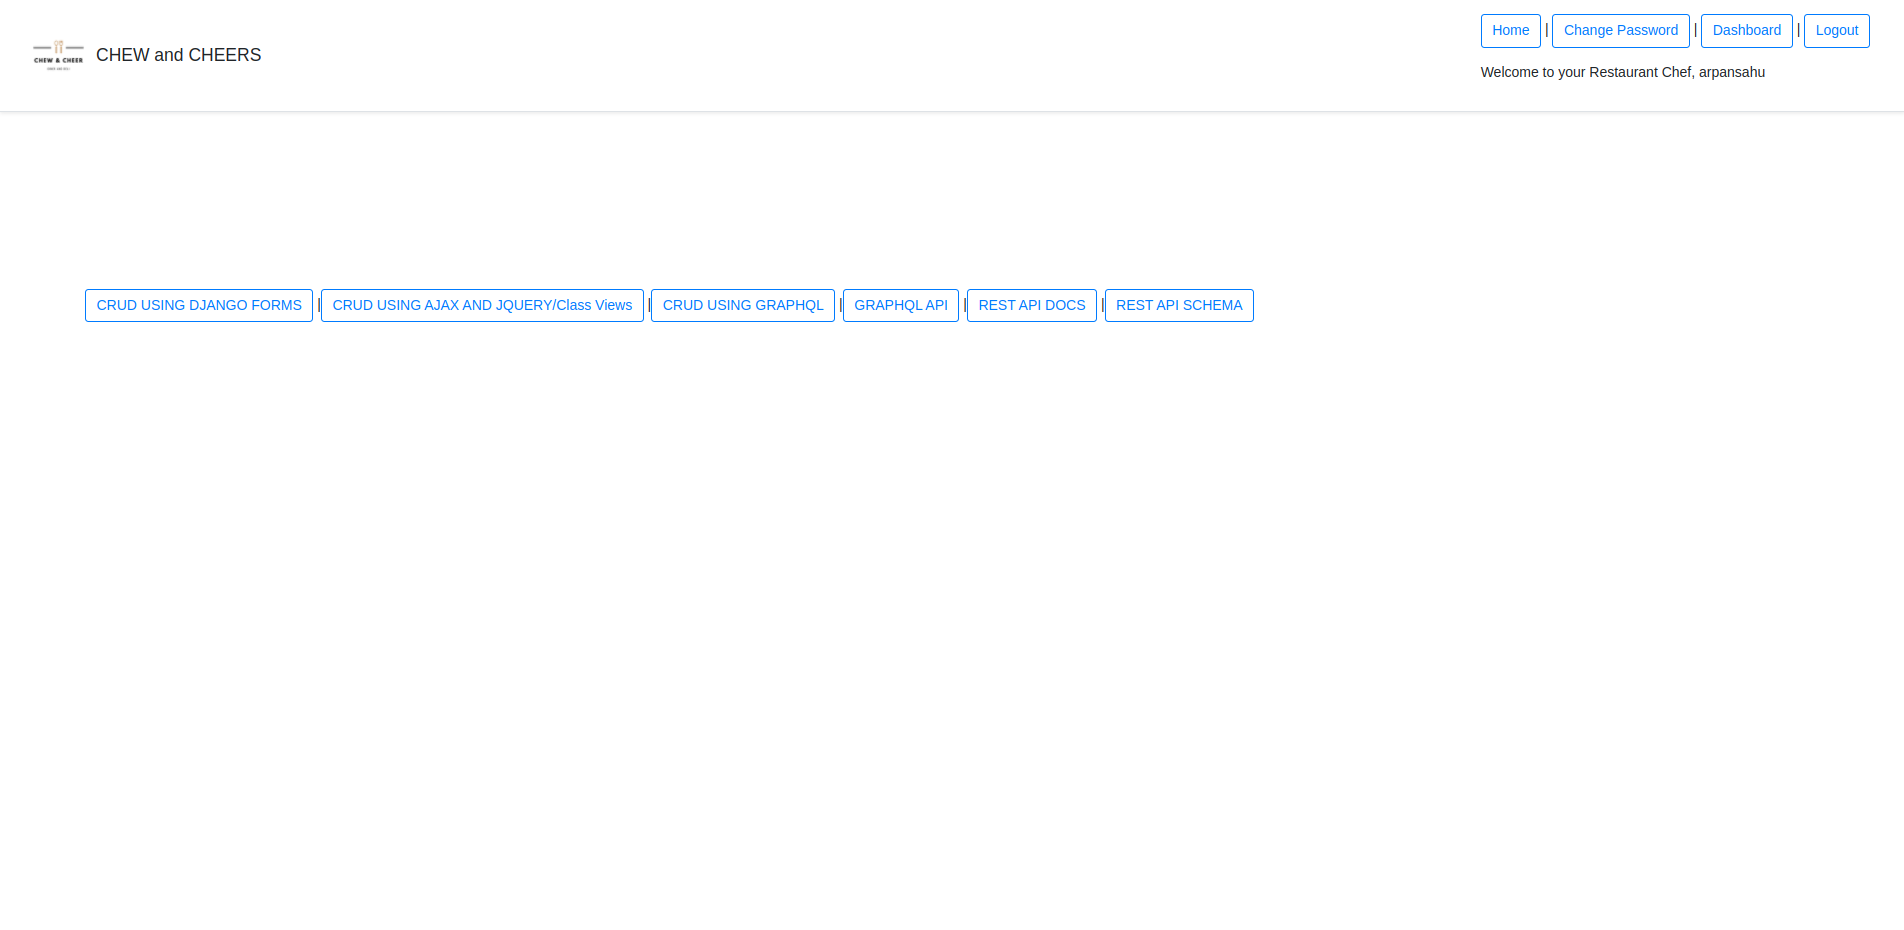 CHEW & CHEER
CHEW and CHEERS
Home | Change Password | Dashboard | Logout
Welcome to your Restaurant Chef, arpansahu
CRUD USING DJANGO FORMS | CRUD USING AJAX AND JQUERY/Class Views | CRUD USING GRAPHQL | GRAPHQL API | REST API DOCS | REST API SCHEMA